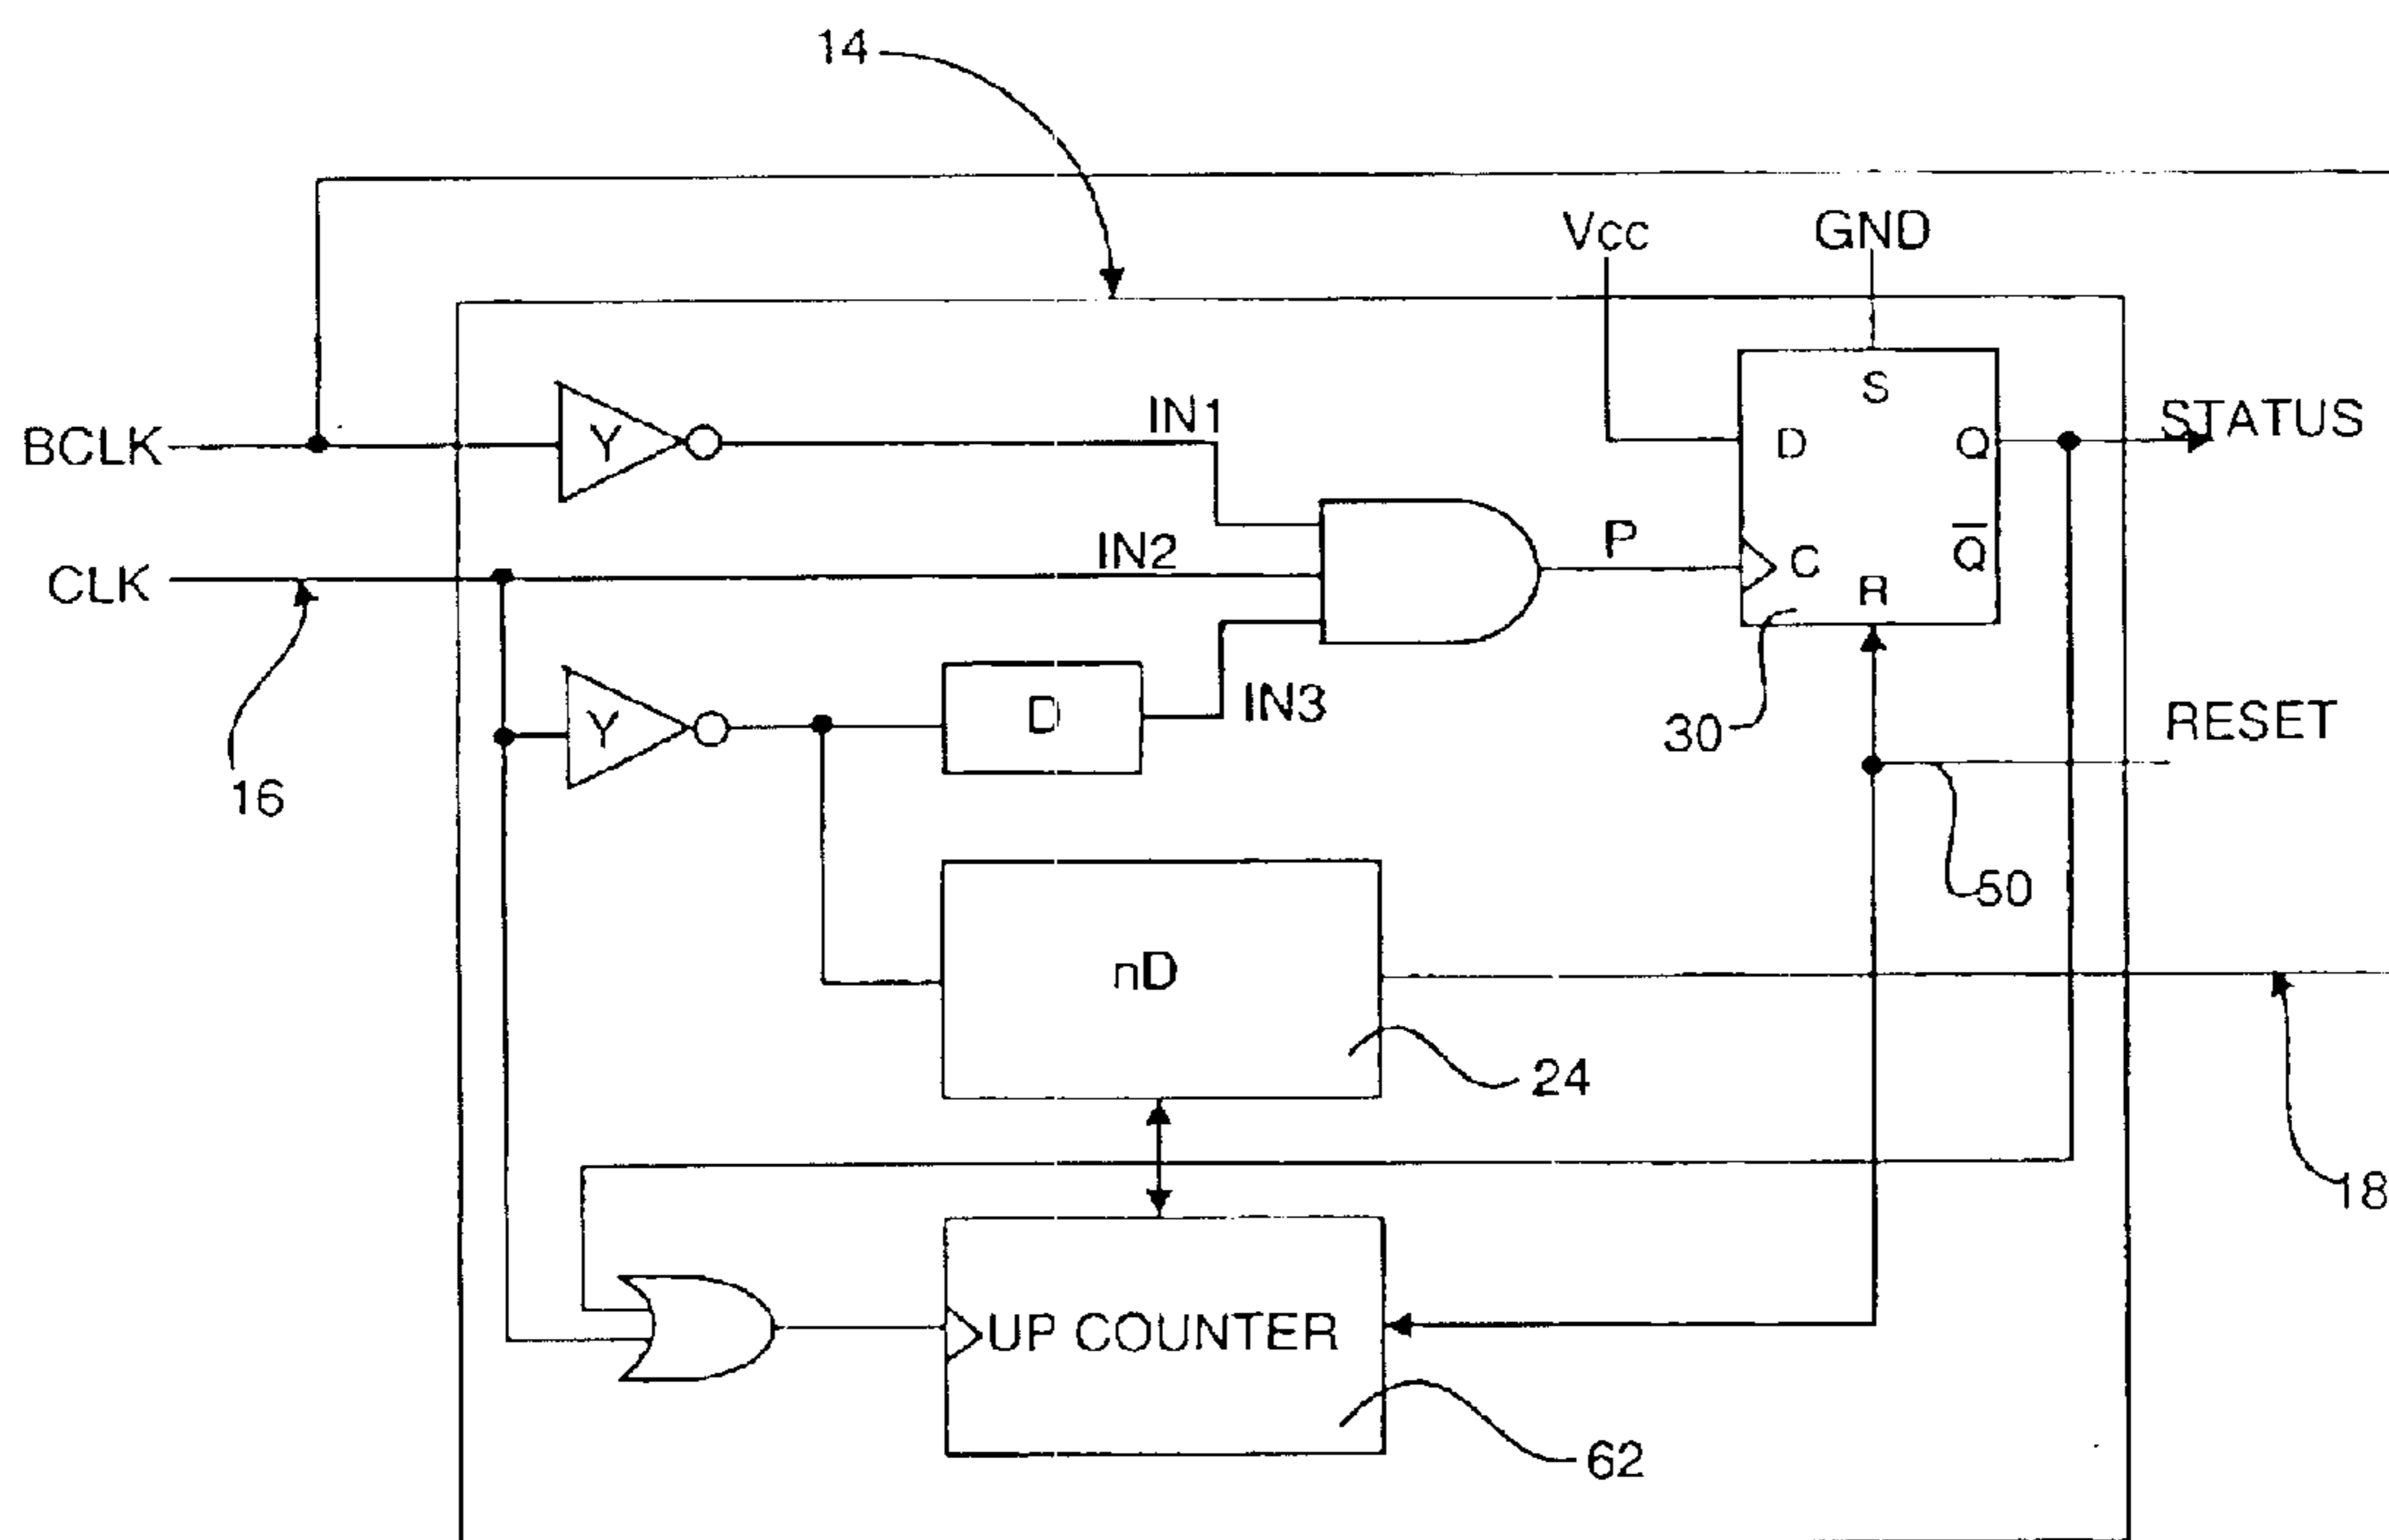 14
Vcc
GND
BCLK
Y
IN1
S
D
Q
STATUS
CLK
IN2
P
C
Q̅
R
16
Y
D
IN3
30
RESET
50
nD
24
18
UP COUNTER
62